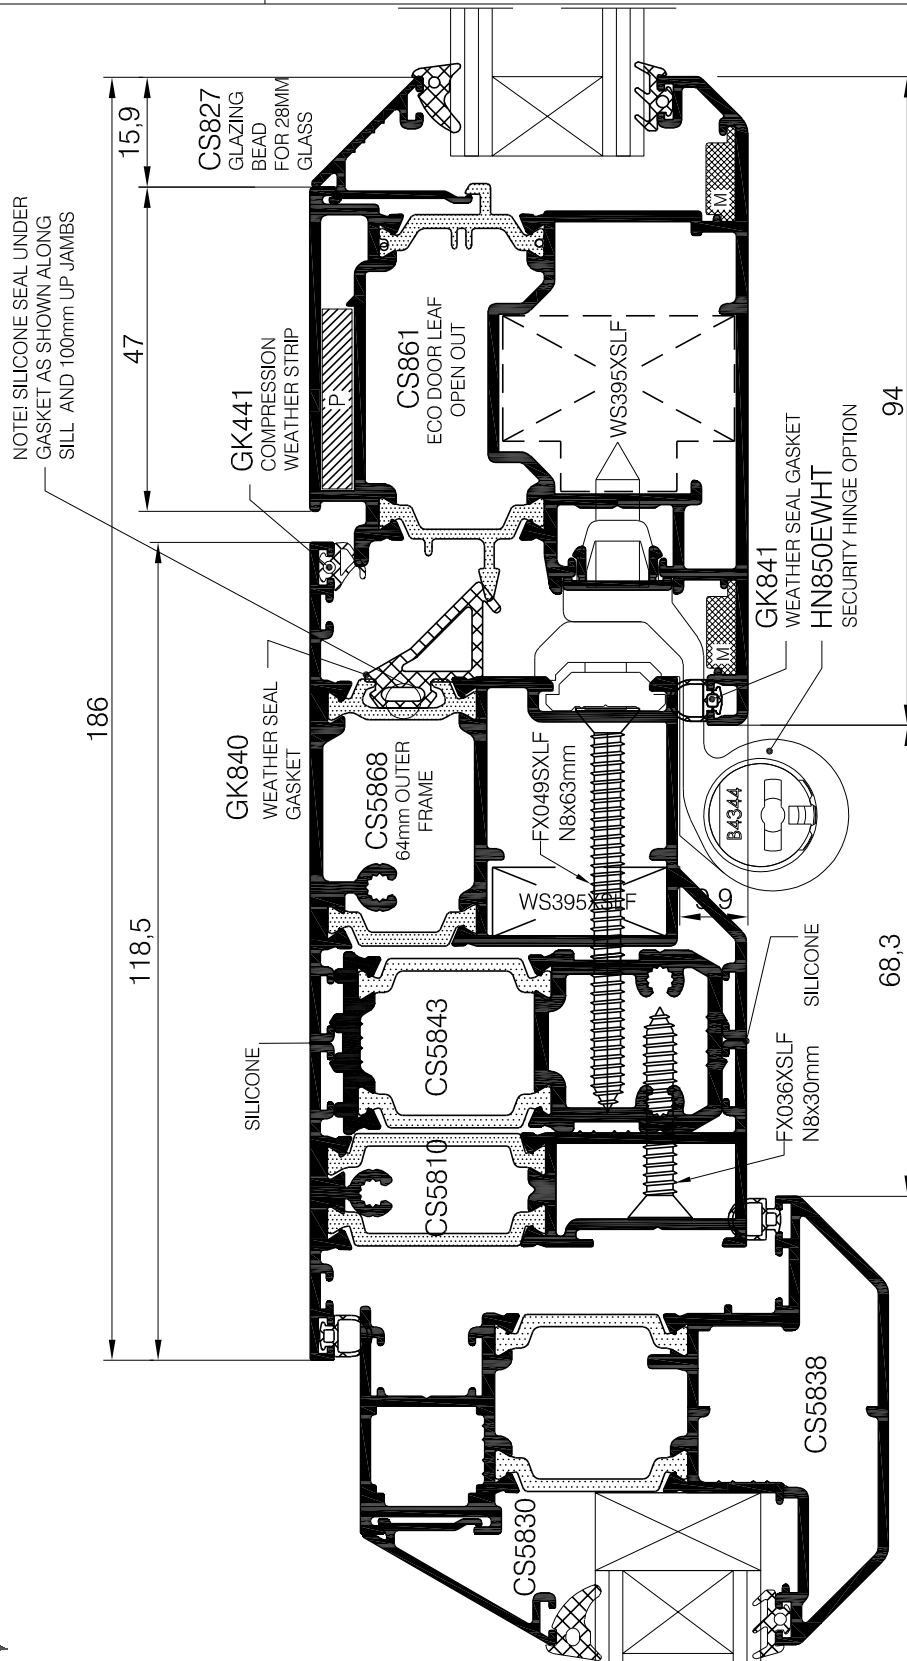 NOTE! SILICONE SEAL UNDER
GASKET AS SHOWN ALONG
SILL AND 100mm UP JAMBS
186
118,5
15,9
47
CS827
GLAZING
BEAD
FOR 28MM
GLASS
GK441
COMPRESSION
WEATHER STRIP
GK840
WEATHER SEAL
GASKET
SILICONE
P
CS861
ECO DOOR LEAF
OPEN OUT
CS5868
64mm OUTER
FRAME
CS5843
CS5810
CS5830
WS395XSLF
FX049SXLF
N8x63mm
WS395XSLF
M
M
B4344
9,9
GK841
WEATHER SEAL GASKET
HN850EWHT
SECURITY HINGE OPTION
SILICONE
FX036XSLF
N8x30mm
CS5838
94
68,3